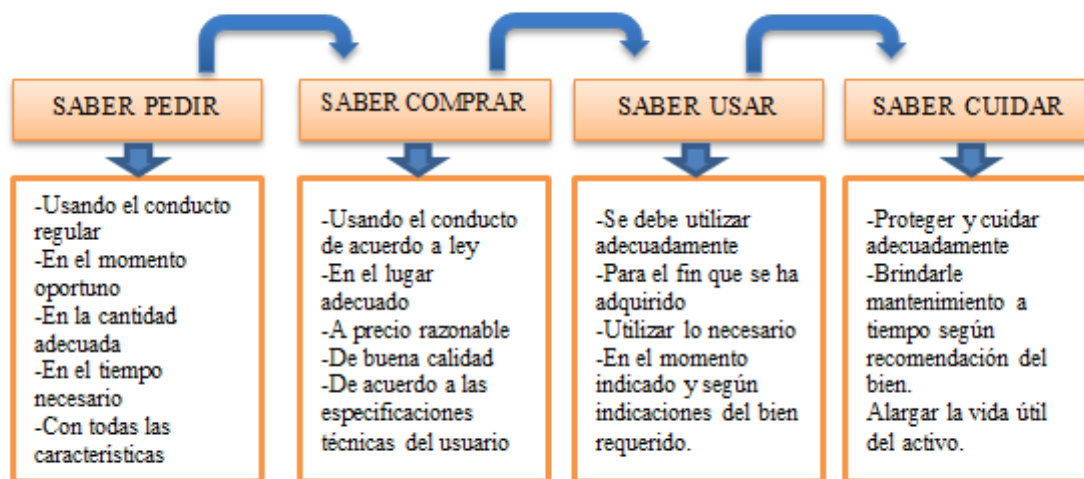 SABER PEDIR
-Usando el conducto
regular
-En el momento
oportuno
-En la cantidad
adecuada
-En el tiempo
necesario
-Con todas las
características
SABER COMPRAR
-Usando el conducto
de acuerdo a ley
-En el lugar
adecuado
-A precio razonable
-De buena calidad
-De acuerdo a las
especificaciones
técnicas del usuario
SABER USAR
-Se debe utilizar
adecuadamente
-Para el fin que se ha
adquirido
-Utilizar lo necesario
-En el momento
indicado y según
indicaciones del bien
requerido.
SABER CUIDAR
-Proteger y cuidar
adecuadamente
-Brindarle
mantenimiento a
tiempo según
recomendación del
bien.
Alargar la vida útil
del activo.